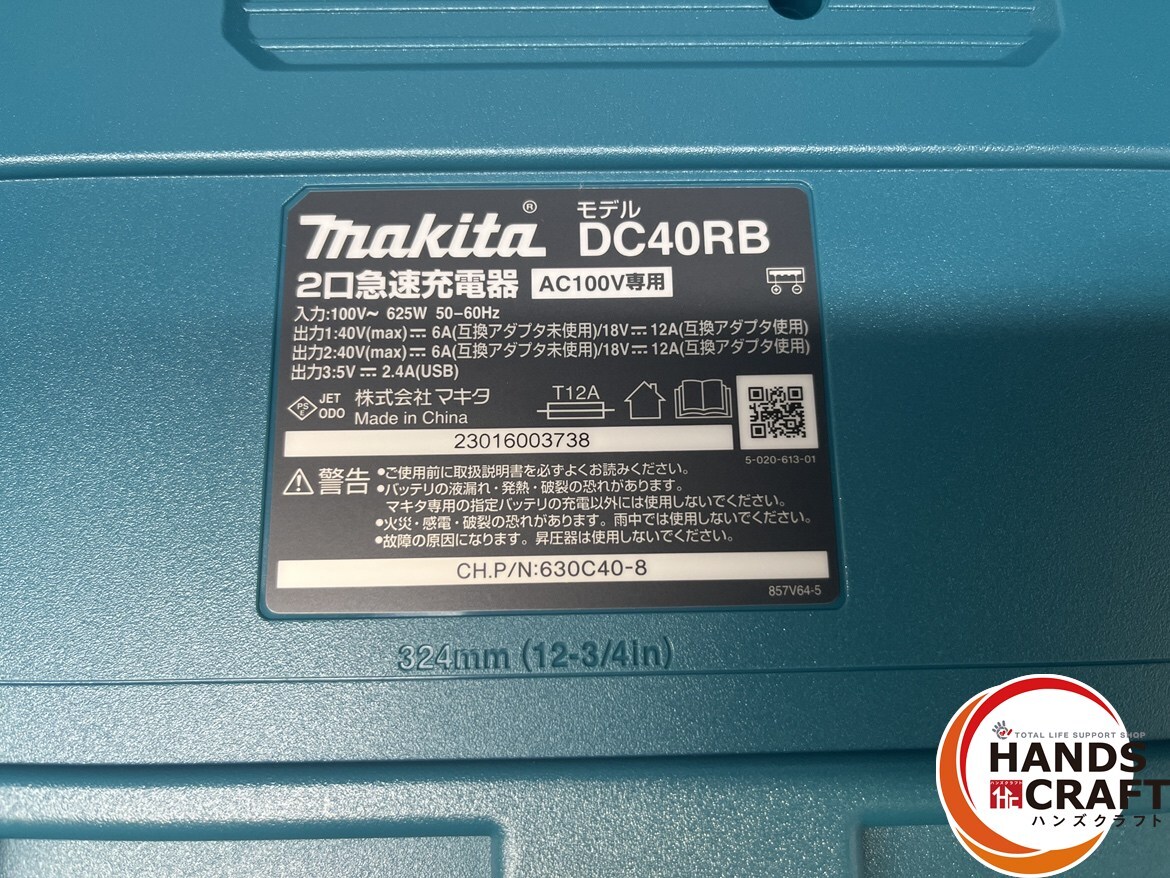 makita® モデル DC40RB
2口急速充電器 AC100V専用
入力:100V～ 625W 50-60Hz
出力1:40V(max)⎓ 6A(互換アダプタ未使用)/18V⎓12A(互換アダプタ使用)
出力2:40V(max)⎓ 6A(互換アダプタ未使用)/18V⎓12A(互換アダプタ使用)
出力3:5V⎓ 2.4A(USB)
PS
E
JET
ODO
株式会社 マキタ
Made in China
T12A
23016003738
5-020-613-01
警告
•ご使用前に取扱説明書を必ずよくお読みください。
•バッテリの液漏れ・発熱・破裂の恐れがあります。
マキタ専用の指定バッテリの充電以外には使用しないでください。
•火災・感電・破裂の恐れがあります。雨中では使用しないでください。
•故障の原因になります。昇圧器は使用しないでください。
CH.P/N:630C40-8
857V64-5
324mm (12-3/4in)
TOTAL LIFE SUPPORT SHOP
HANDS
ハンズクラフト
CRAFT
ハンズクラフト